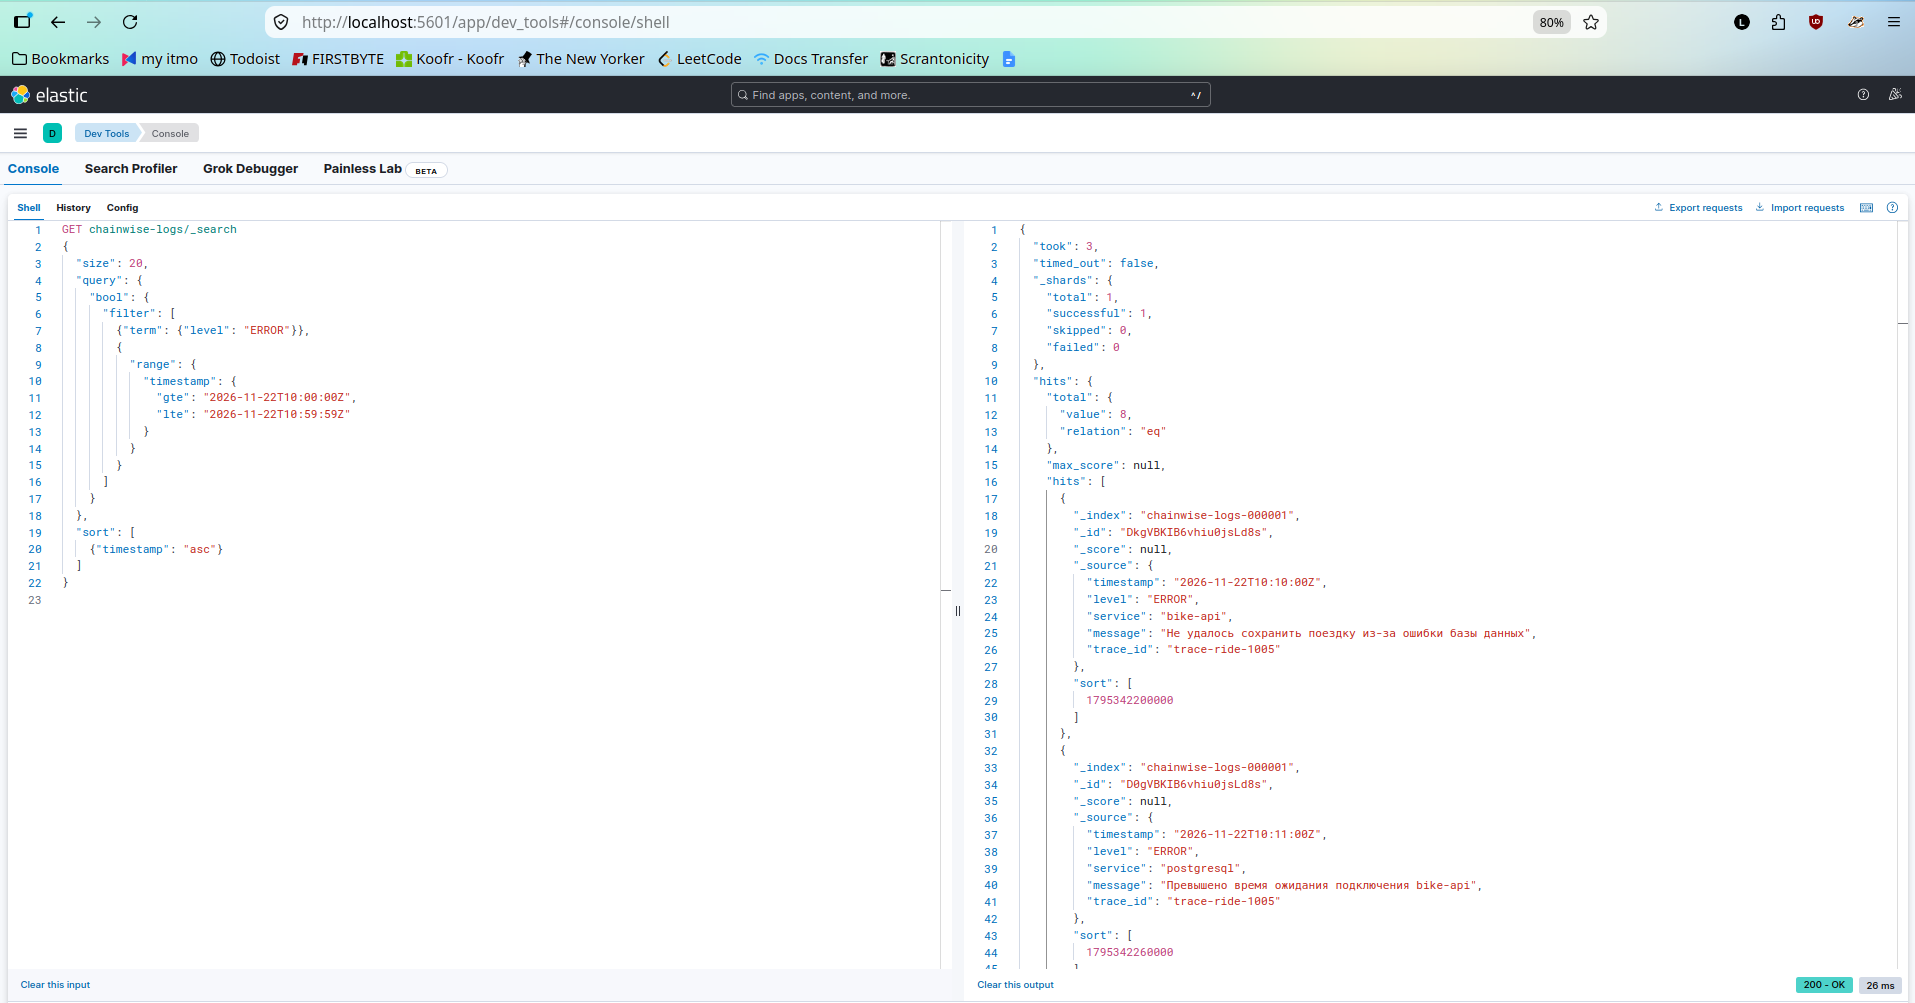 http://localhost:5601/app/dev_tools#/console/shell
80%
Bookmarks my itmo Todoist FIRSTBYTE Koofr - Koofr The New Yorker LeetCode Docs Transfer Scrantonicity
elastic
Find apps, content, and more. ^/
D Dev Tools Console
Console Search Profiler Grok Debugger Painless Lab BETA
Shell History Config
Export requests Import requests
1 GET chainwise-logs/_search
2 {
3 "size": 20,
4 "query": {
5 "bool": {
6 "filter": [
7 {"term": {"level": "ERROR"}},
8 {
9 "range": {
10 "timestamp": {
11 "gte": "2026-11-22T10:00:00Z",
12 "lte": "2026-11-22T10:59:59Z"
13 }
14 }
15 }
16 ]
17 }
18 },
19 "sort": [
20 {"timestamp": "asc"}
21 ]
22 }
23
1 {
2 "took": 3,
3 "timed_out": false,
4 "_shards": {
5 "total": 1,
6 "successful": 1,
7 "skipped": 0,
8 "failed": 0
9 },
10 "hits": {
11 "total": {
12 "value": 8,
13 "relation": "eq"
14 },
15 "max_score": null,
16 "hits": [
17 {
18 "_index": "chainwise-logs-000001",
19 "_id": "DkgVBKIB6vhiu0jsLd8s",
20 "_score": null,
21 "_source": {
22 "timestamp": "2026-11-22T10:10:00Z",
23 "level": "ERROR",
24 "service": "bike-api",
25 "message": "Не удалось сохранить поездку из-за ошибки базы данных",
26 "trace_id": "trace-ride-1005"
27 },
28 "sort": [
29 1795342200000
30 ]
31 },
32 {
33 "_index": "chainwise-logs-000001",
34 "_id": "D0gVBKIB6vhiu0jsLd8s",
35 "_score": null,
36 "_source": {
37 "timestamp": "2026-11-22T10:11:00Z",
38 "level": "ERROR",
39 "service": "postgresql",
40 "message": "Превышено время ожидания подключения bike-api",
41 "trace_id": "trace-ride-1005"
42 },
43 "sort": [
44 1795342260000
45 ]
Clear this input
Clear this output
200 - OK 26 ms